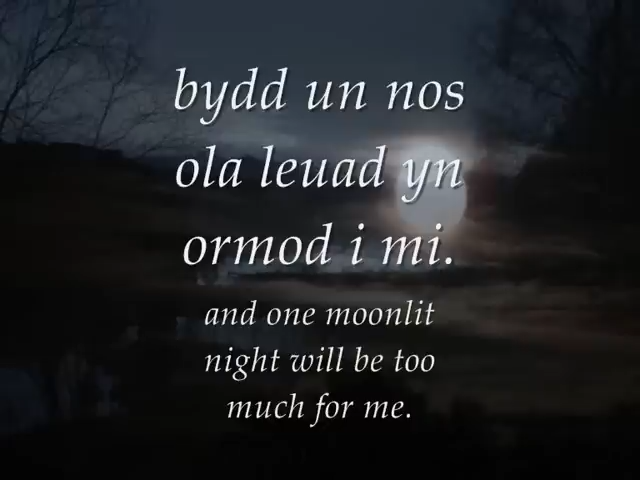 bydd un nos
ola leuad yn
ormod i mi.
and one moonlit
night will be too
much for me.